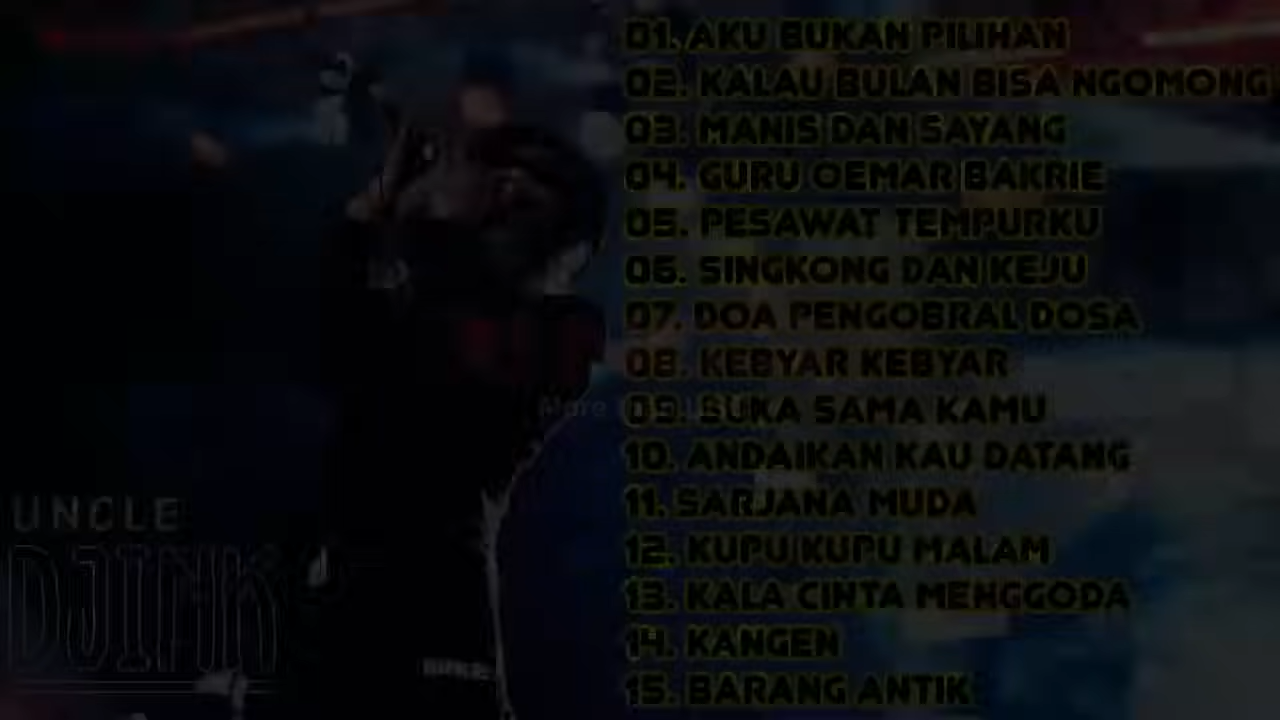 01. AKU BUKAN PILIHAN
02. KALAU BULAN BISA NGOMONG
03. MANIS DAN SAYANG
04. GURU OEMAR BAKRIE
05. PESAWAT TEMPURKU
06. SINGKONG DAN KEJU
07. DOA PENGOBRAL DOSA
08. KEBYAR KEBYAR
09. SUKA SAMA KAMU
10. ANDAIKAN KAU DATANG
11. SARJANA MUDA
12. KUPU KUPU MALAM
13. KALA CINTA MENGGODA
14. KANGEN
15. BARANG ANTIK
More
UNCLE
DJINK